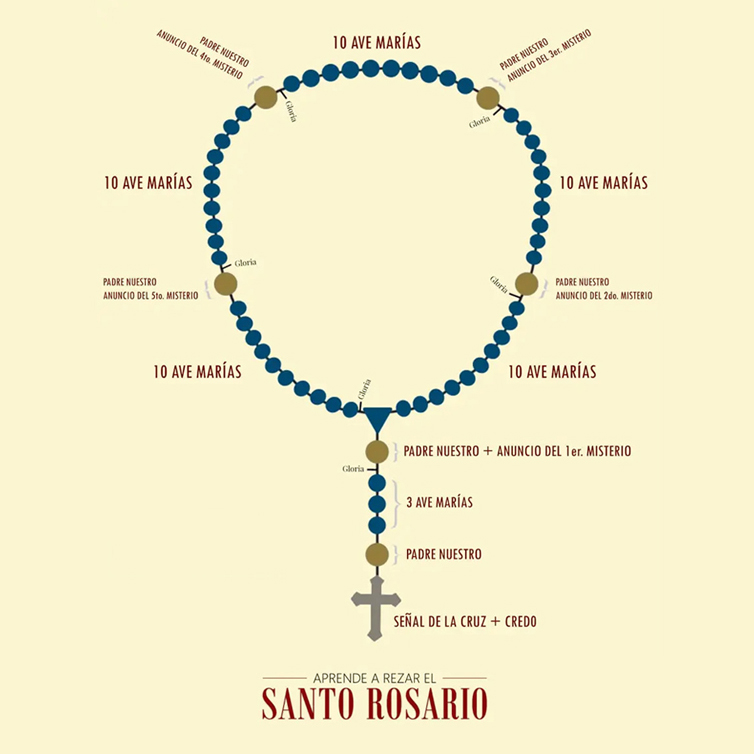 10 AVE MARÍAS
PADRE NUESTRO
ANUNCIO DEL 4to. MISTERIO
PADRE NUESTRO
ANUNCIO DEL 3er. MISTERIO
Gloria
Gloria
10 AVE MARÍAS
10 AVE MARÍAS
Gloria
Gloria
PADRE NUESTRO
ANUNCIO DEL 5to. MISTERIO
PADRE NUESTRO
ANUNCIO DEL 2do. MISTERIO
10 AVE MARÍAS
10 AVE MARÍAS
Gloria
PADRE NUESTRO + ANUNCIO DEL 1er. MISTERIO
Gloria
3 AVE MARÍAS
PADRE NUESTRO
SEÑAL DE LA CRUZ + CREDO
APRENDE A REZAR EL
SANTO ROSARIO